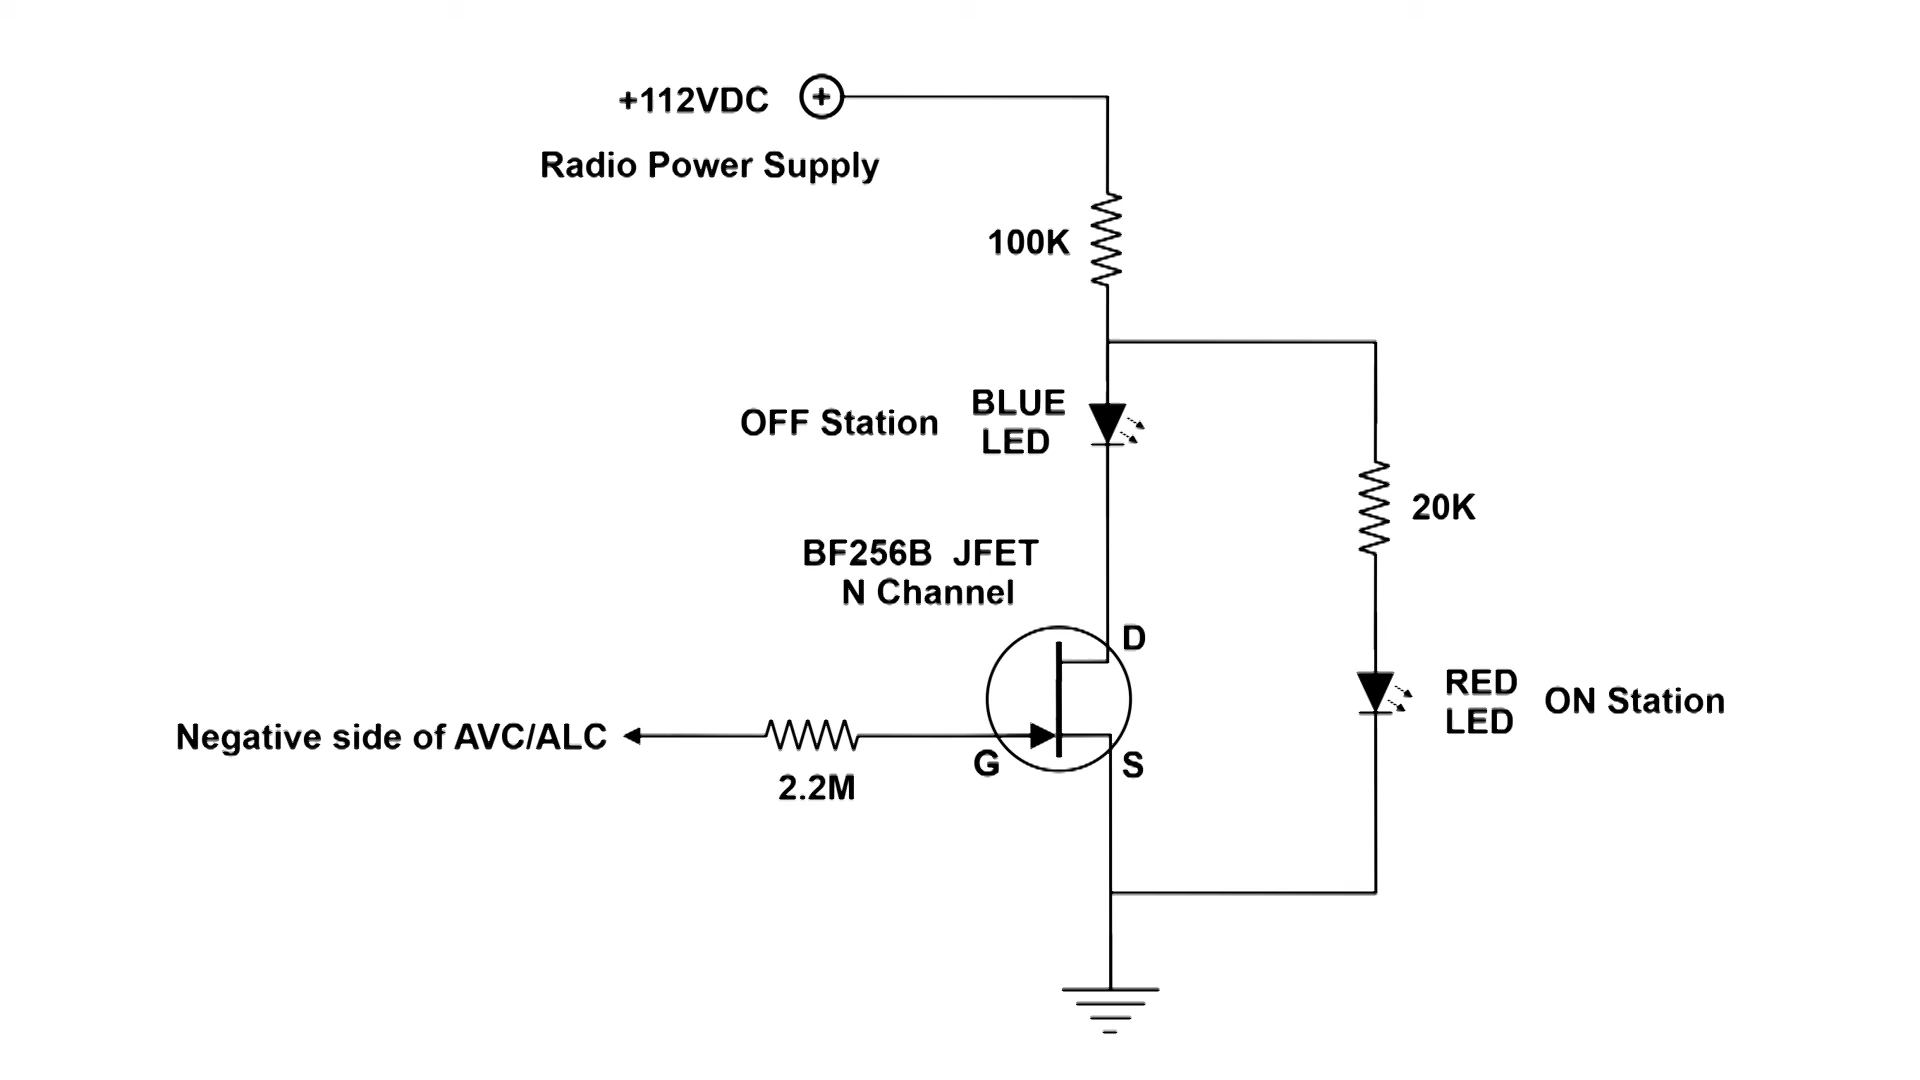 +112VDC
Radio Power Supply
100K
OFF Station
BLUE
LED
20K
BF256B JFET
N Channel
D
RED
LED
ON Station
Negative side of AVC/ALC
G
S
2.2M